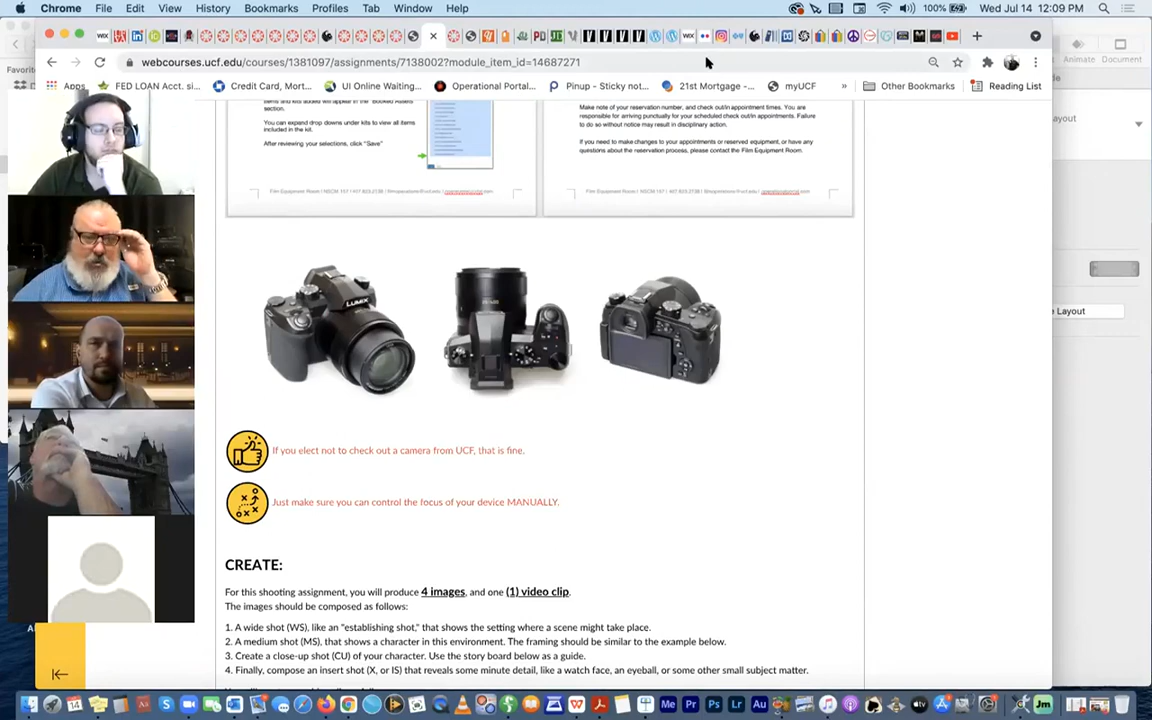 Chrome File Edit View History Bookmarks Profiles Tab Window Help 100% Wed Jul 14 12:09 PM
webcourses.ucf.edu/courses/1381097/assignments/7138002?module_item_id=14687271
Apps FED LOAN Acct. si... Credit Card, Mort... UI Online Waiting... Operational Portal... Pinup - Sticky not... 21st Mortgage -... myUCF » Other Bookmarks Reading List
Favorit
Animate Document
section.
You can expand drop downs under kits to view all items
included in the kit.
After reviewing your selections, click "Save"
Make note of your reservation number, and check out/in appointment times. You are
responsible for arriving punctually for your scheduled check out/in appointments. Failure
to do so without notice may result in disciplinary action.
If you need to make changes to your appointments or reserved equipment, or have any
questions about the reservation process, please contact the Film Equipment Room.
LUMIX
e Layout
If you elect not to check out a camera from UCF, that is fine.
Just make sure you can control the focus of your device MANUALLY.
CREATE:
For this shooting assignment, you will produce 4 images, and one (1) video clip.
The images should be composed as follows:
1. A wide shot (WS), like an "establishing shot," that shows the setting where a scene might take place.
2. A medium shot (MS), that shows a character in this environment. The framing should be similar to the example below.
3. Create a close-up shot (CU) of your character. Use the story board below as a guide.
4. Finally, compose an insert shot (X, or IS) that reveals some minute detail, like a watch face, an eyeball, or some other small subject matter.